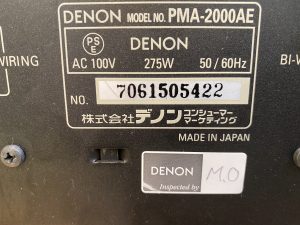 DENON MODEL NO. PMA-2000AE
PS
E
DENON
WIRING
BI-W
AC 100V 275W 50/60Hz
NO. 7061505422
株式会社 デノン コンシューマー
マーケティング
MADE IN JAPAN
DENON
Inspected by
M.O